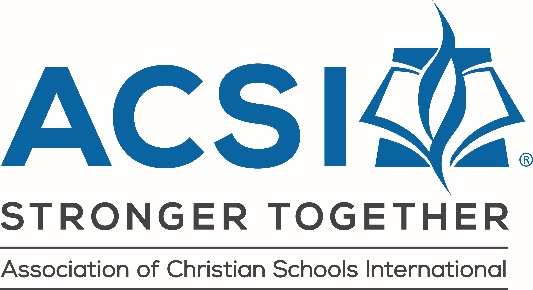 ACSI®
STRONGER TOGETHER
Association of Christian Schools International